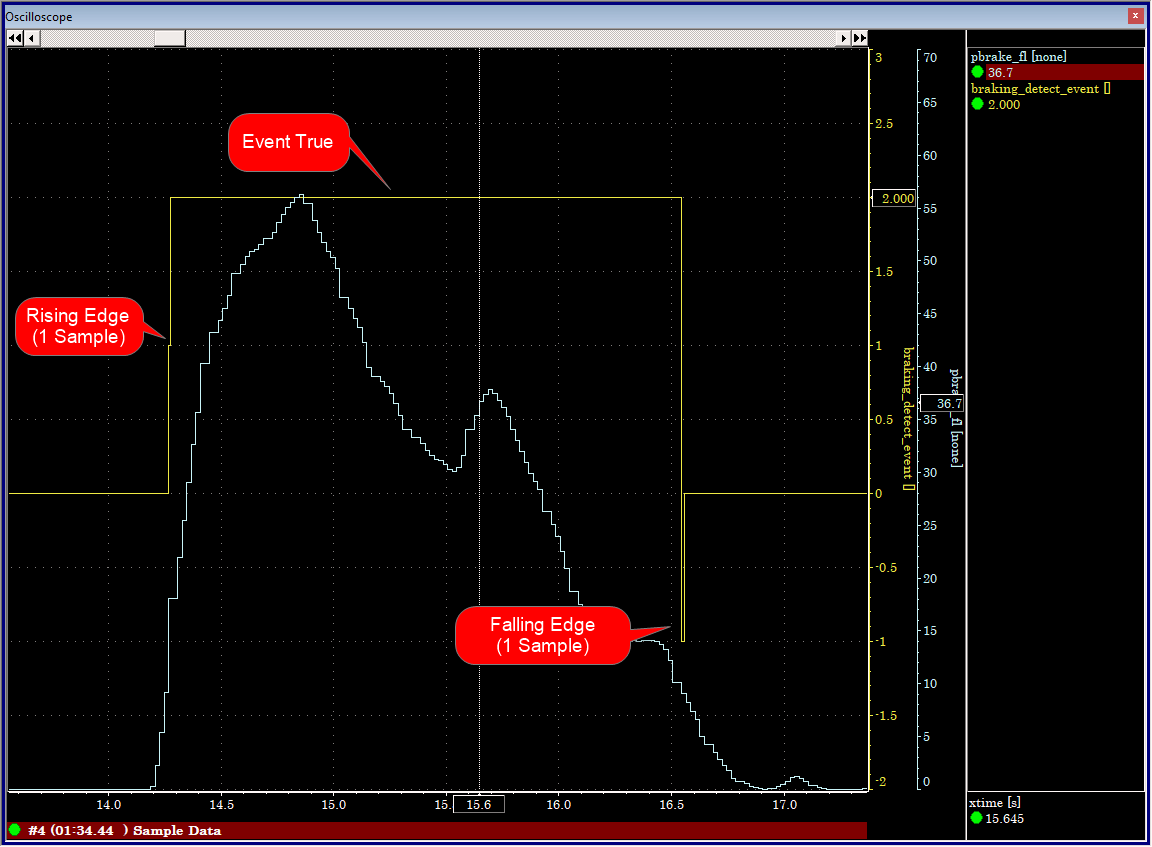 Oscilloscope
pbrake_fl [none]
36.7
braking_detect_event []
2.000
3
2.5
2.000
1.5
1
0.5
0
-0.5
-1
-1.5
-2
braking_detect_event []
70
65
60
55
50
45
40
36.7
35
30
25
20
15
10
5
0
pbra
_fl [none]
Event True
Rising Edge
(1 Sample)
Falling Edge
(1 Sample)
14.0 14.5 15.0 15. 15.6 16.0 16.5 17.0
xtime [s]
15.645
#4 (01:34.44 ) Sample Data